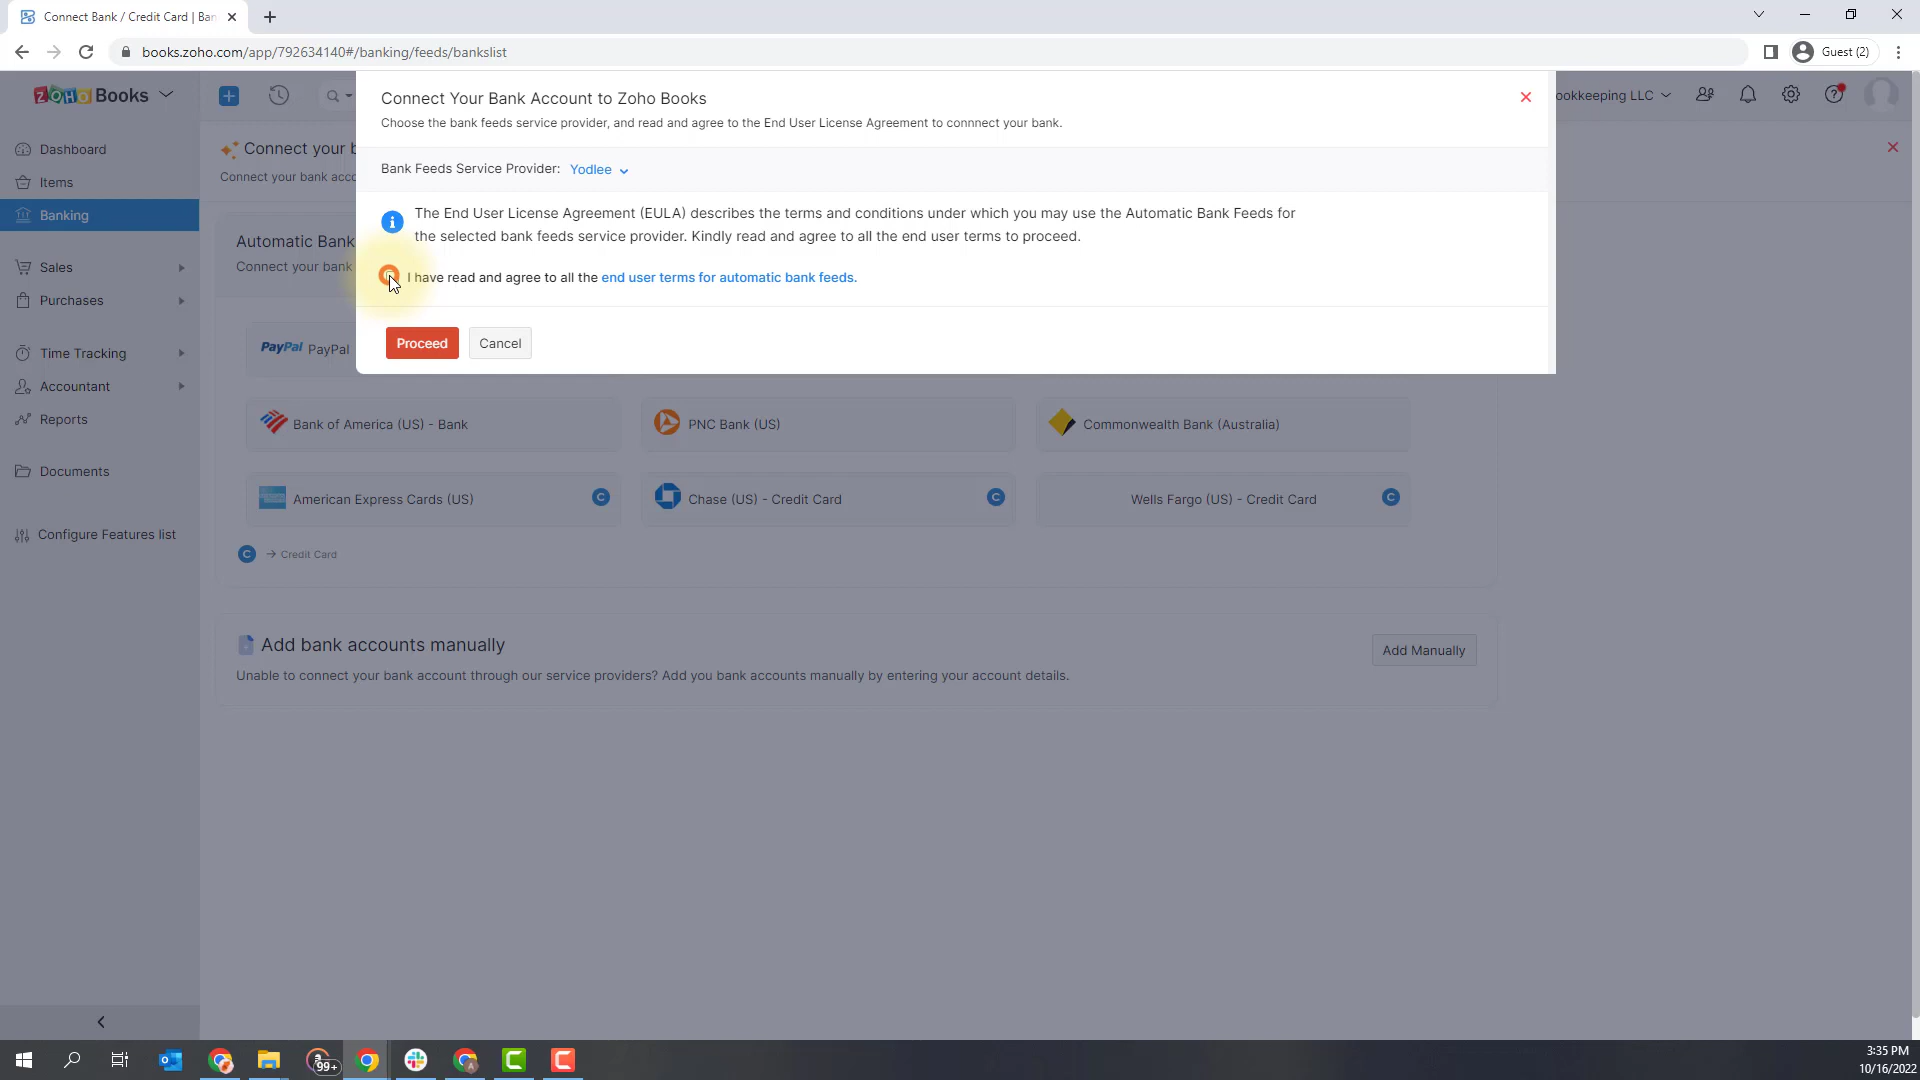 Connect Bank / Credit Card | Ban
books.zoho.com/app/792634140#/banking/feeds/bankslist
Guest (2)
ZOHO Books
Connect Your Bank Account to Zoho Books
Choose the bank feeds service provider, and read and agree to the End User License Agreement to connnect your bank.
ookkeeping LLC
Dashboard
Items
Banking
Sales
Purchases
Time Tracking
Accountant
Reports
Documents
Configure Features list
Connect your b
Connect your bank acco
Bank Feeds Service Provider: Yodlee
The End User License Agreement (EULA) describes the terms and conditions under which you may use the Automatic Bank Feeds for
the selected bank feeds service provider. Kindly read and agree to all the end user terms to proceed.
I have read and agree to all the end user terms for automatic bank feeds.
Proceed
Cancel
Automatic Bank
Connect your bank
PayPal PayPal
Bank of America (US) - Bank
PNC Bank (US)
Commonwealth Bank (Australia)
American Express Cards (US)
C
Chase (US) - Credit Card
C
Wells Fargo (US) - Credit Card
C
C → Credit Card
Add bank accounts manually
Unable to connect your bank account through our service providers? Add you bank accounts manually by entering your account details.
Add Manually
99+
3:35 PM
10/16/2022